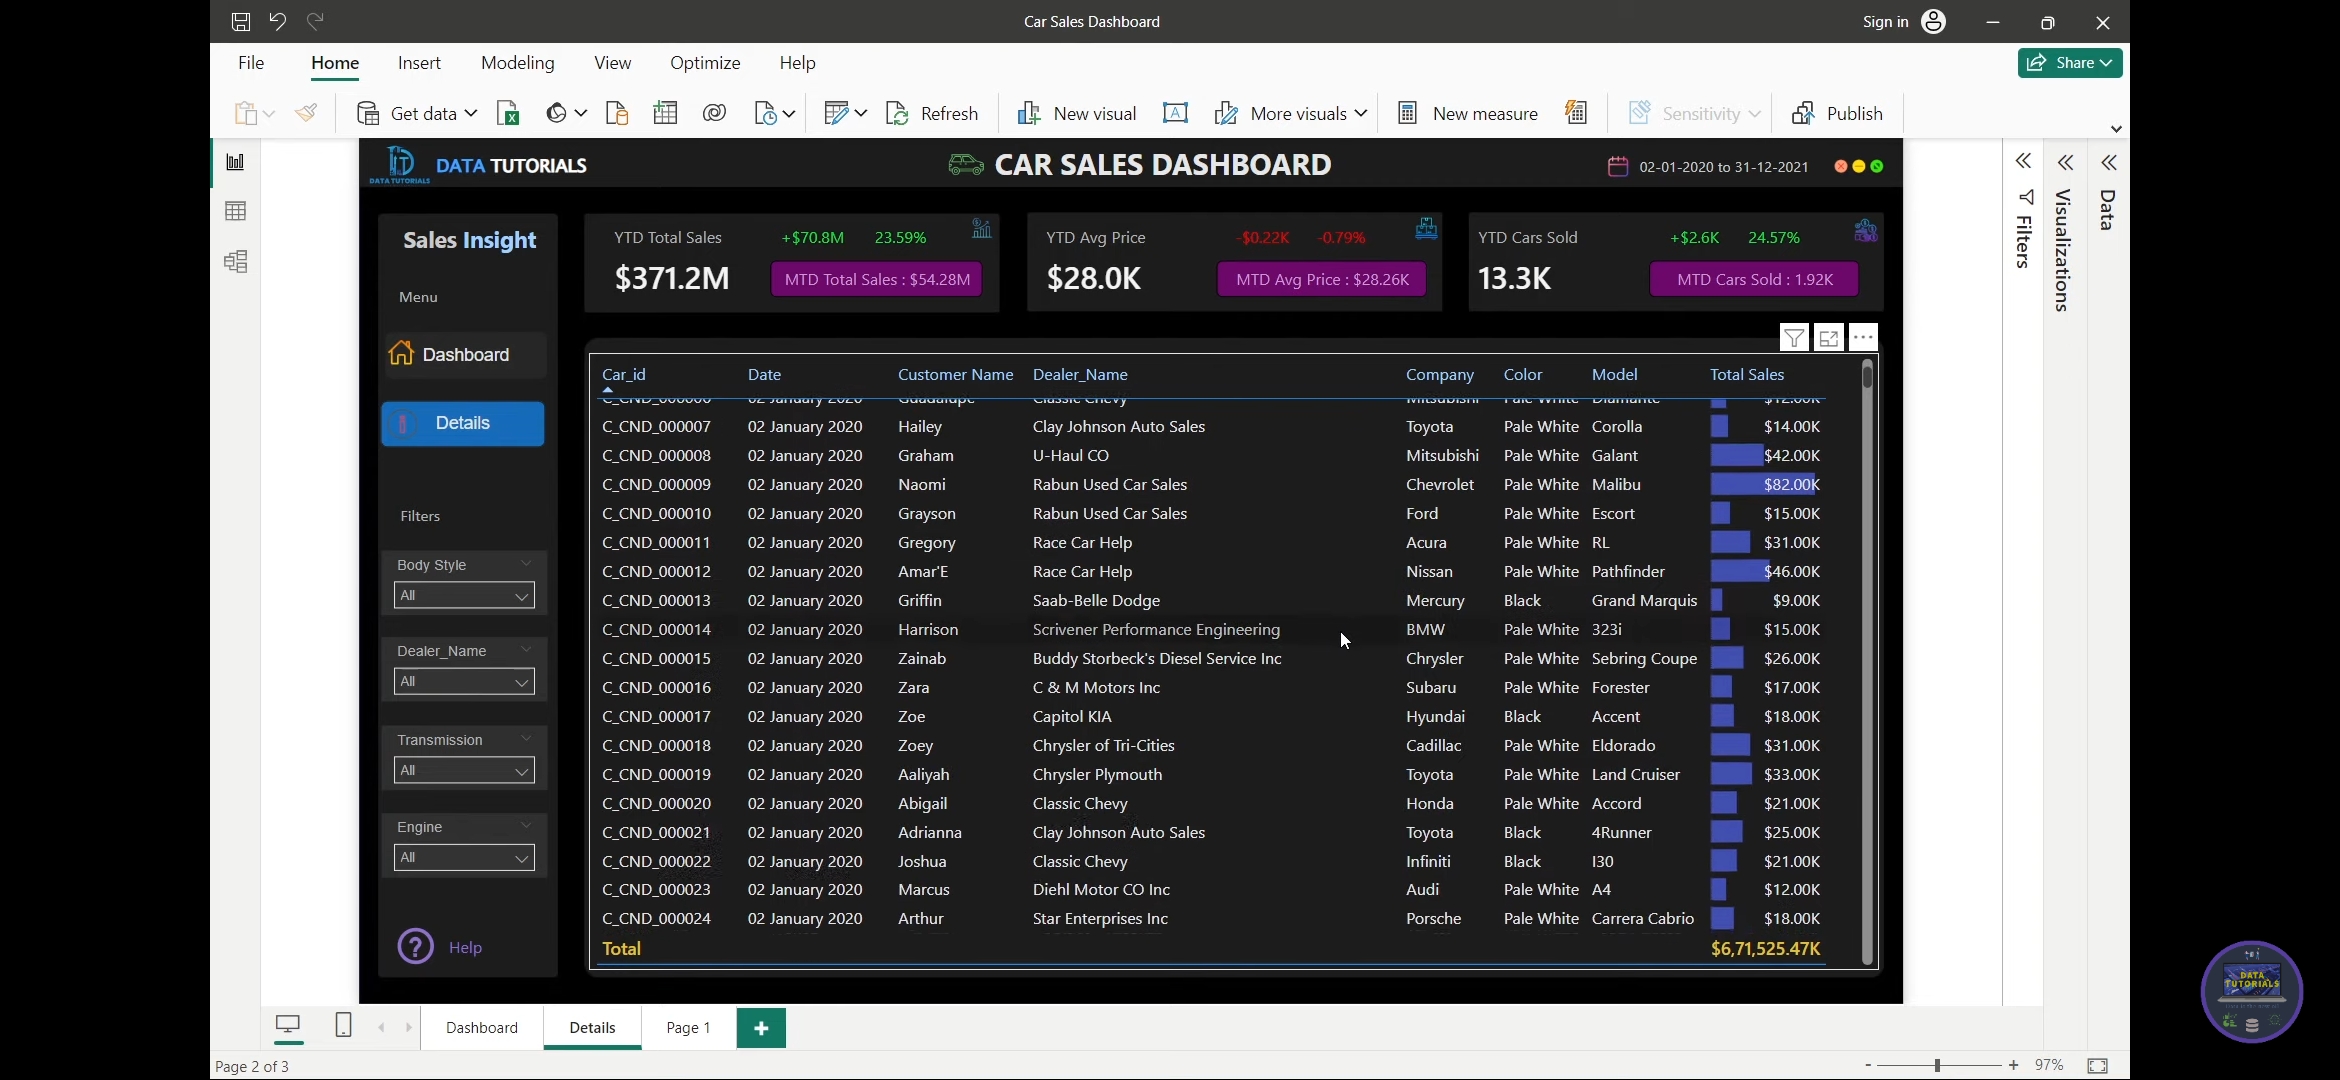 Car Sales Dashboard
Sign in
File Home Insert Modeling View Optimize Help
Share
Get data Refresh New visual More visuals New measure Sensitivity Publish
DATA TUTORIALS
DATA TUTORIALS
CAR SALES DASHBOARD
02-01-2020 to 31-12-2021
Sales Insight
Menu
Dashboard
Details
Filters
Body Style
All
Dealer_Name
All
Transmission
All
Engine
All
Help
YTD Total Sales +$70.8M 23.59%
$371.2M MTD Total Sales : $54.28M
YTD Avg Price -$0.22K -0.79%
$28.0K MTD Avg Price : $28.26K
YTD Cars Sold +$2.6K 24.57%
13.3K MTD Cars Sold : 1.92K
Car_id Date Customer Name Dealer_Name Company Color Model Total Sales
C_CND_000007 02 January 2020 Hailey Clay Johnson Auto Sales Toyota Pale White Corolla $14.00K
C_CND_000008 02 January 2020 Graham U-Haul CO Mitsubishi Pale White Galant $42.00K
C_CND_000009 02 January 2020 Naomi Rabun Used Car Sales Chevrolet Pale White Malibu $82.00K
C_CND_000010 02 January 2020 Grayson Rabun Used Car Sales Ford Pale White Escort $15.00K
C_CND_000011 02 January 2020 Gregory Race Car Help Acura Pale White RL $31.00K
C_CND_000012 02 January 2020 Amar'E Race Car Help Nissan Pale White Pathfinder $46.00K
C_CND_000013 02 January 2020 Griffin Saab-Belle Dodge Mercury Black Grand Marquis $9.00K
C_CND_000014 02 January 2020 Harrison Scrivener Performance Engineering BMW Pale White 323i $15.00K
C_CND_000015 02 January 2020 Zainab Buddy Storbeck's Diesel Service Inc Chrysler Pale White Sebring Coupe $26.00K
C_CND_000016 02 January 2020 Zara C & M Motors Inc Subaru Pale White Forester $17.00K
C_CND_000017 02 January 2020 Zoe Capitol KIA Hyundai Black Accent $18.00K
C_CND_000018 02 January 2020 Zoey Chrysler of Tri-Cities Cadillac Pale White Eldorado $31.00K
C_CND_000019 02 January 2020 Aaliyah Chrysler Plymouth Toyota Pale White Land Cruiser $33.00K
C_CND_000020 02 January 2020 Abigail Classic Chevy Honda Pale White Accord $21.00K
C_CND_000021 02 January 2020 Adrianna Clay Johnson Auto Sales Toyota Black 4Runner $25.00K
C_CND_000022 02 January 2020 Joshua Classic Chevy Infiniti Black I30 $21.00K
C_CND_000023 02 January 2020 Marcus Diehl Motor CO Inc Audi Pale White A4 $12.00K
C_CND_000024 02 January 2020 Arthur Star Enterprises Inc Porsche Pale White Carrera Cabrio $18.00K
Total $6,71,525.47K
Filters
Visualizations
Data
DATA
TUTORIALS
Dashboard Details Page 1
Page 2 of 3
- + 97%